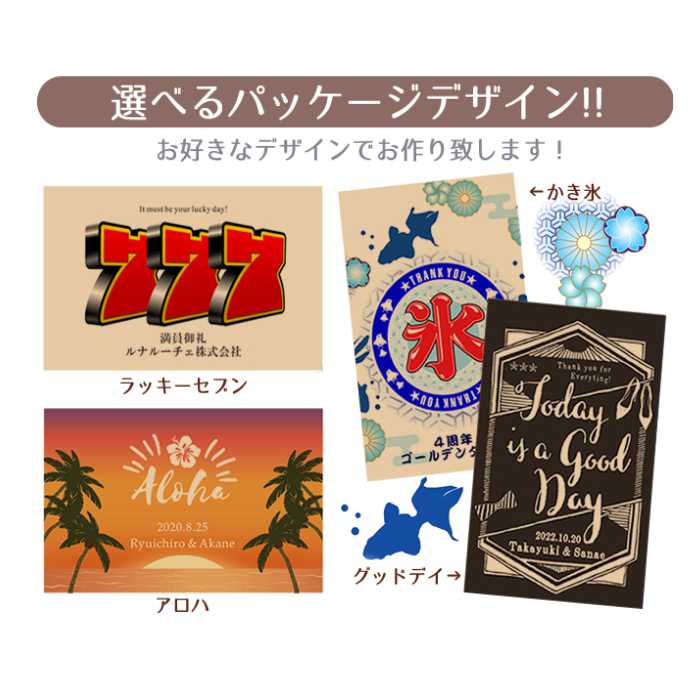 選べるパッケージデザイン!!
お好きなデザインでお作り致します！
It must be your lucky day!
777
満員御礼
ルナルーチェ株式会社
ラッキーセブン
←かき氷
THANK YOU
氷
THANK YOU
4周年
ゴールデン
Thank you for
Everyting!
Today
is a Good
Day
2022.10.20
Takayuki & Sanae
グッドデイ→
Aloha
2020.8.25
Ryuichiro & Akane
アロハ